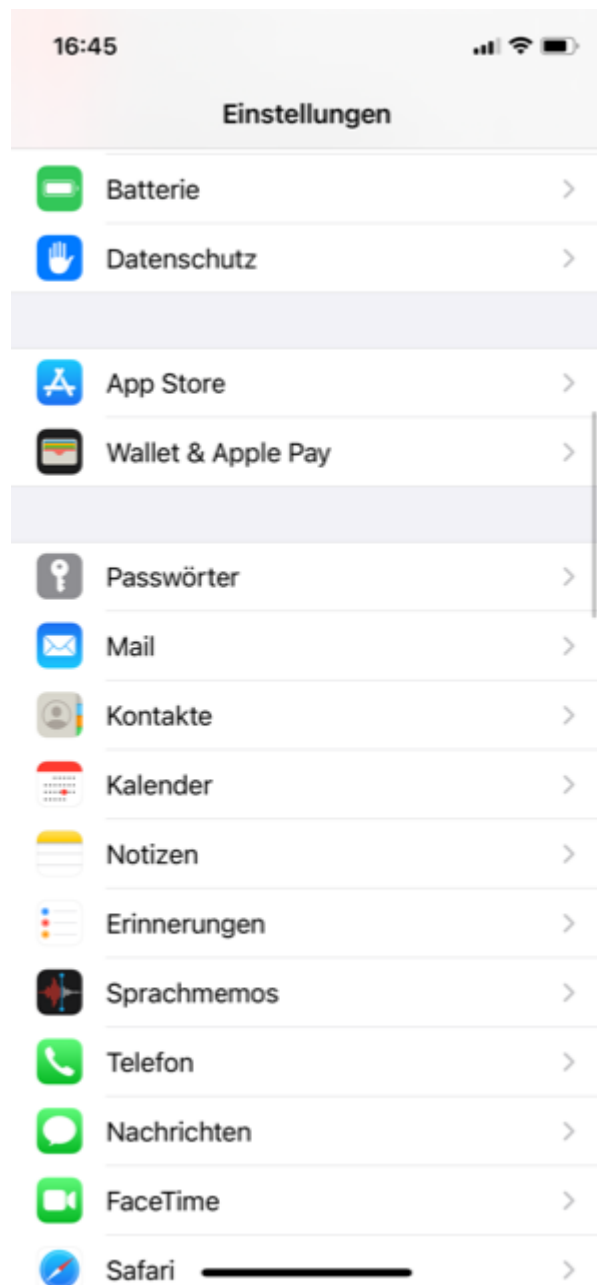 16:45
Einstellungen
Batterie
Datenschutz
App Store
Wallet & Apple Pay
Passwörter
Mail
Kontakte
Kalender
Notizen
Erinnerungen
Sprachmemos
Telefon
Nachrichten
FaceTime
Safari